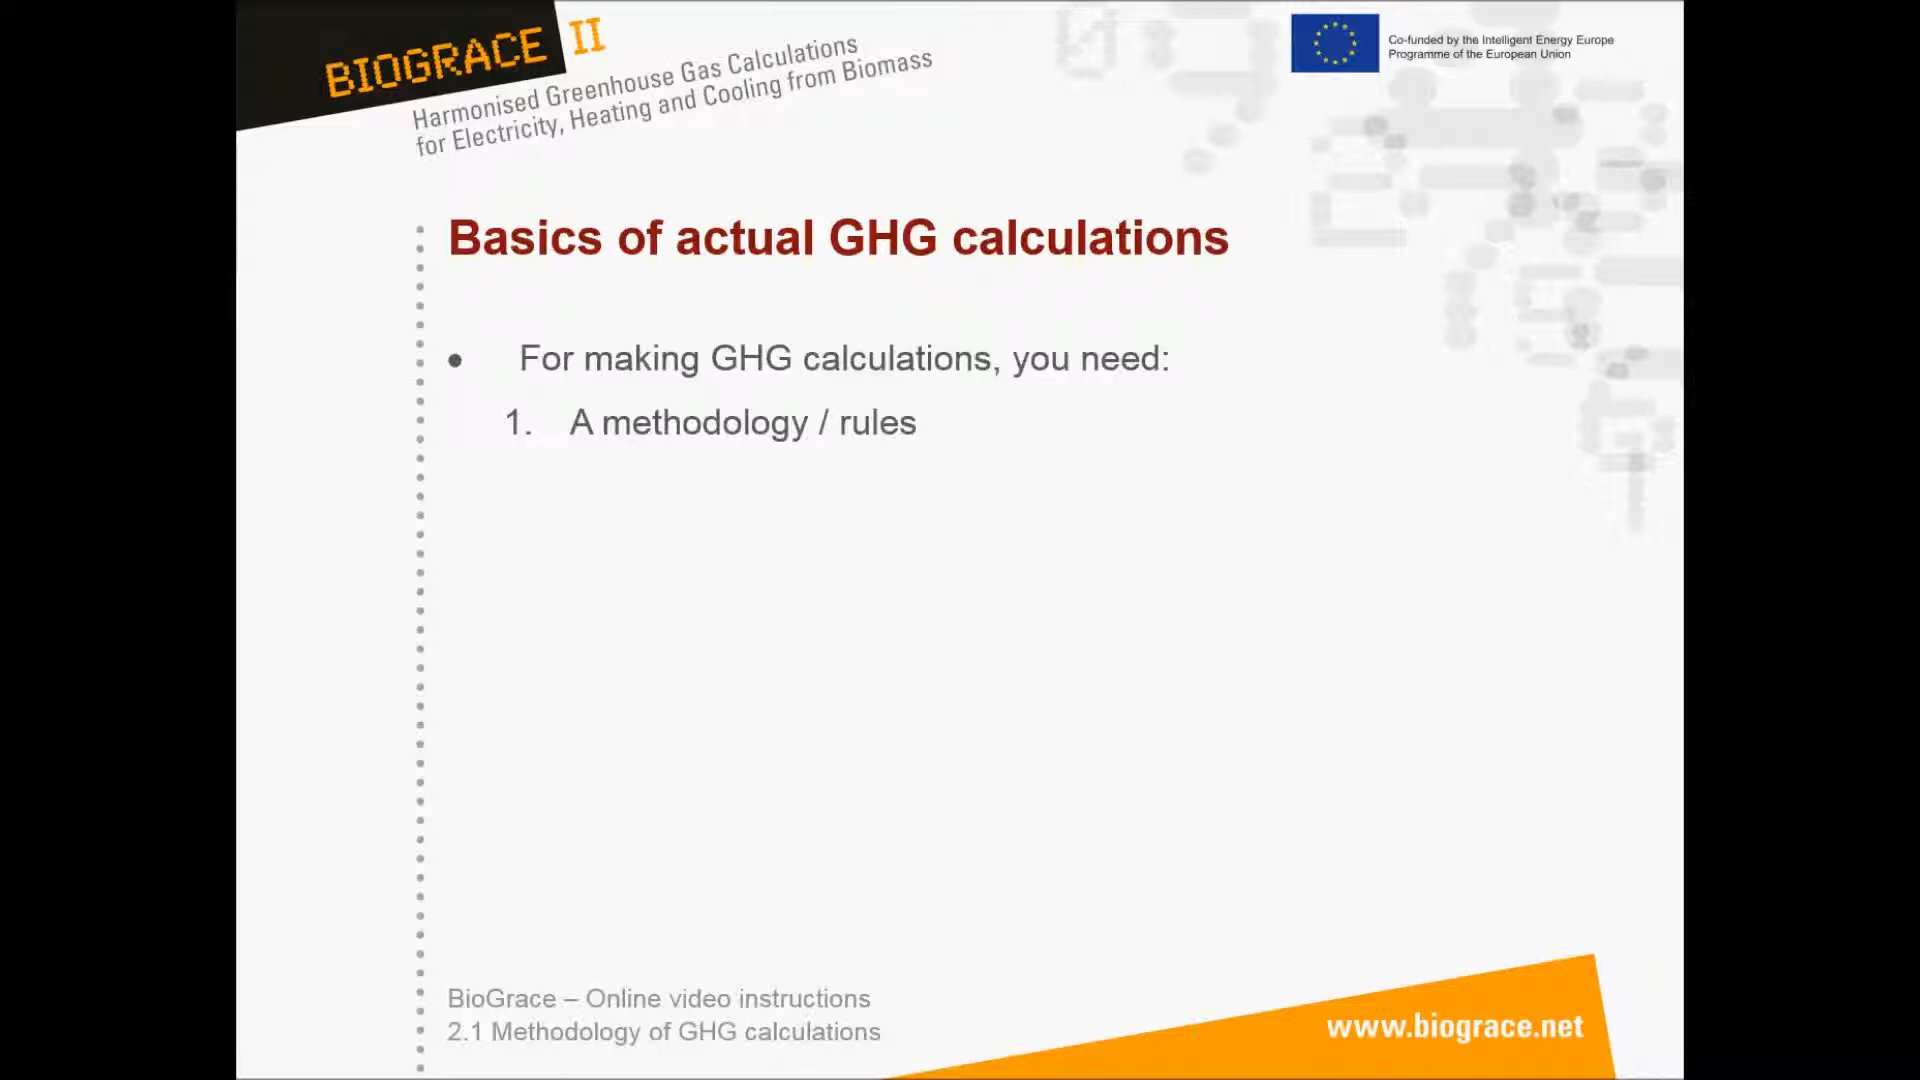 BIOGRACE II
Harmonised Greenhouse Gas Calculations
for Electricity, Heating and Cooling from Biomass
Co-funded by the Intelligent Energy Europe
Programme of the European Union
Basics of actual GHG calculations
• For making GHG calculations, you need:
1. A methodology / rules
BioGrace – Online video instructions
2.1 Methodology of GHG calculations
www.biograce.net